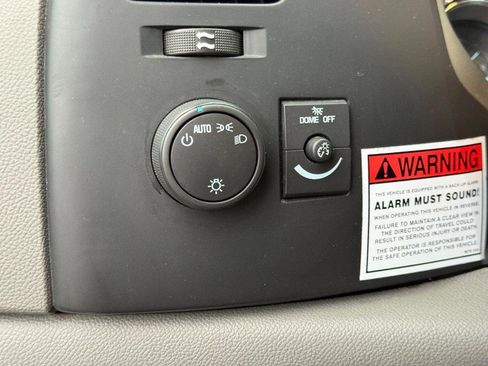 AUTO
DOME OFF
WARNING
THIS VEHICLE IS EQUIPPED WITH A BACK-UP ALARM
ALARM MUST SOUND!
WHEN OPERATING THIS VEHICLE IN REVERSE.
FAILURE TO MAINTAIN A CLEAR VIEW IN
THE DIRECTION OF TRAVEL COULD
RESULT IN SERIOUS INJURY OR DEATH.
THE OPERATOR IS RESPONSIBLE FOR
THE SAFE OPERATION OF THIS VEHICLE.